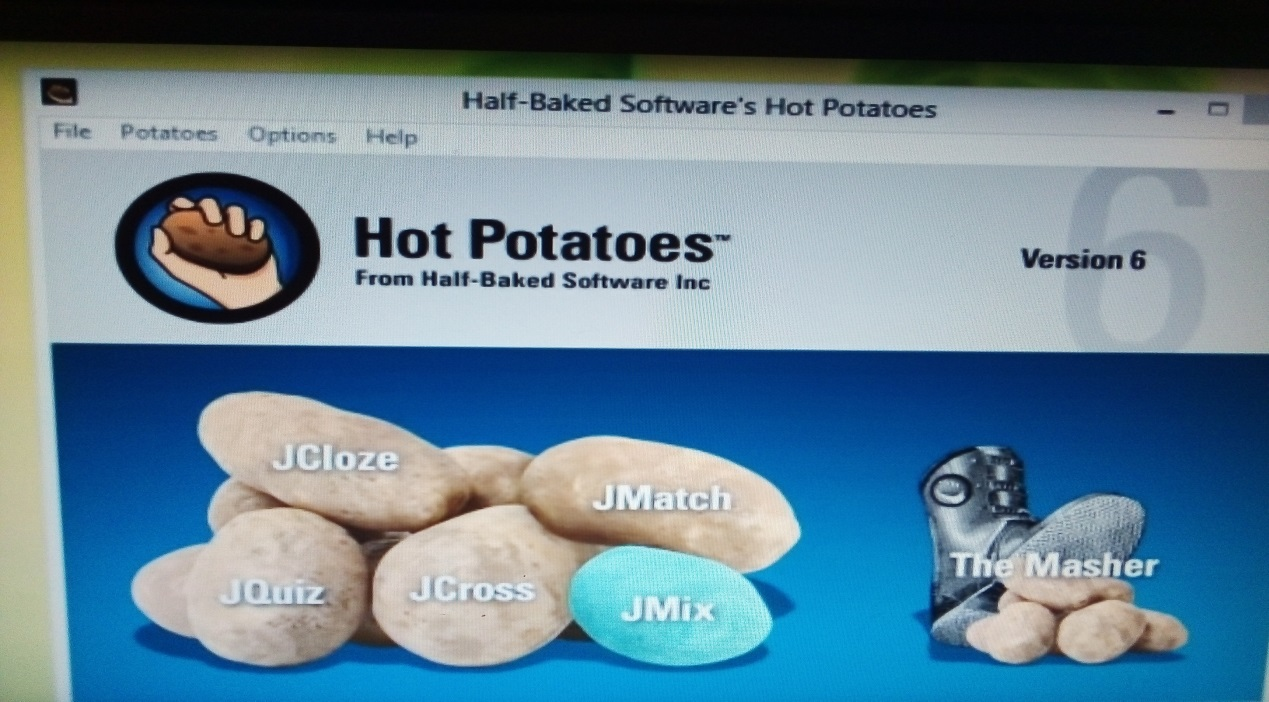 Half-Baked Software's Hot Potatoes
File Potatoes Options Help
Hot Potatoes™
From Half-Baked Software Inc
6
Version 6
JCloze
JMatch
JQuiz
JCross
JMix
The Masher